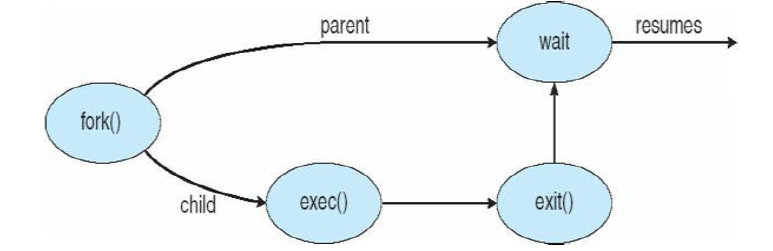 parent
wait
resumes
fork()
child
exec()
exit()